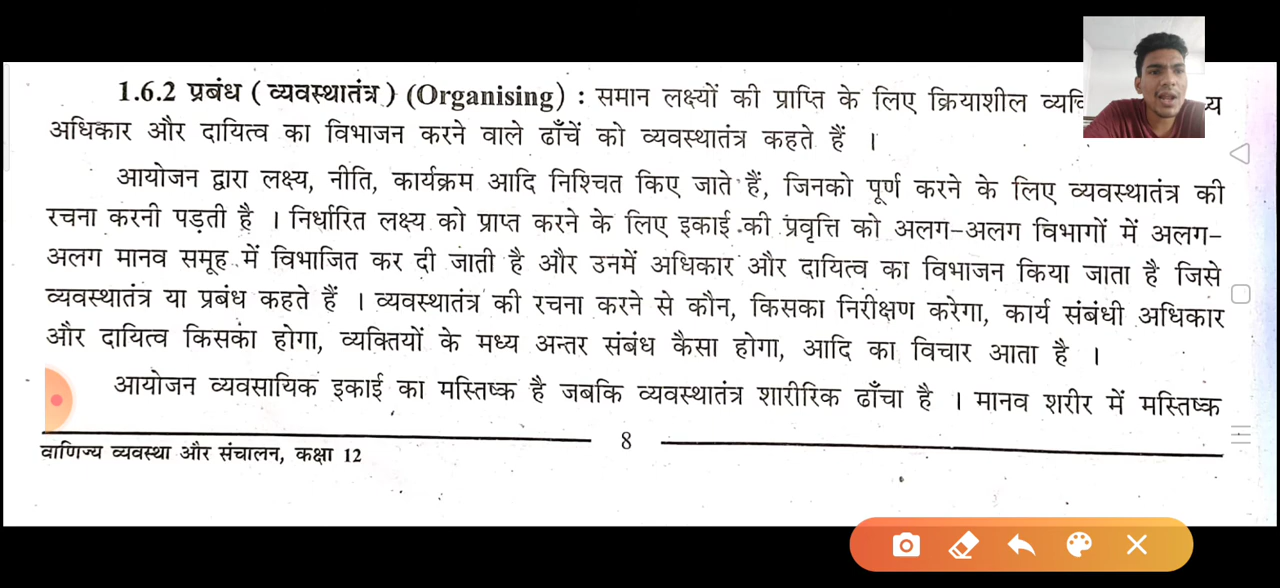 1.6.2 प्रबंध ( व्यवस्थातंत्र ) (Organising) : समान लक्ष्यों की प्राप्ति के लिए क्रियाशील
अधिकार और दायित्व का विभाजन करने वाले ढाँचें को व्यवस्थातंत्र कहते हैं ।
आयोजन द्वारा लक्ष्य, नीति, कार्यक्रम आदि निश्चित किए जाते हैं, जिनको पूर्ण करने के लिए व्यवस्थातंत्र की
रचना करनी पड़ती है । निर्धारित लक्ष्य को प्राप्त करने के लिए इकाई की प्रवृत्ति को अलग-अलग विभागों में अलग-
अलग मानव समूह में विभाजित कर दी जाती है और उनमें अधिकार और दायित्व का विभाजन किया जाता है जिसे
व्यवस्थातंत्र या प्रबंध कहते हैं । व्यवस्थातंत्र की रचना करने से कौन, किसका निरीक्षण करेगा, कार्य संबंधी अधिकार
और दायित्व किसका होगा, व्यक्तियों के मध्य अन्तर संबंध कैसा होगा, आदि का विचार आता है ।
आयोजन व्यवसायिक इकाई का मस्तिष्क है जबकि व्यवस्थातंत्र शारीरिक ढाँचा है । मानव शरीर में मस्तिष्क
8
वाणिज्य व्यवस्था और संचालन, कक्षा 12